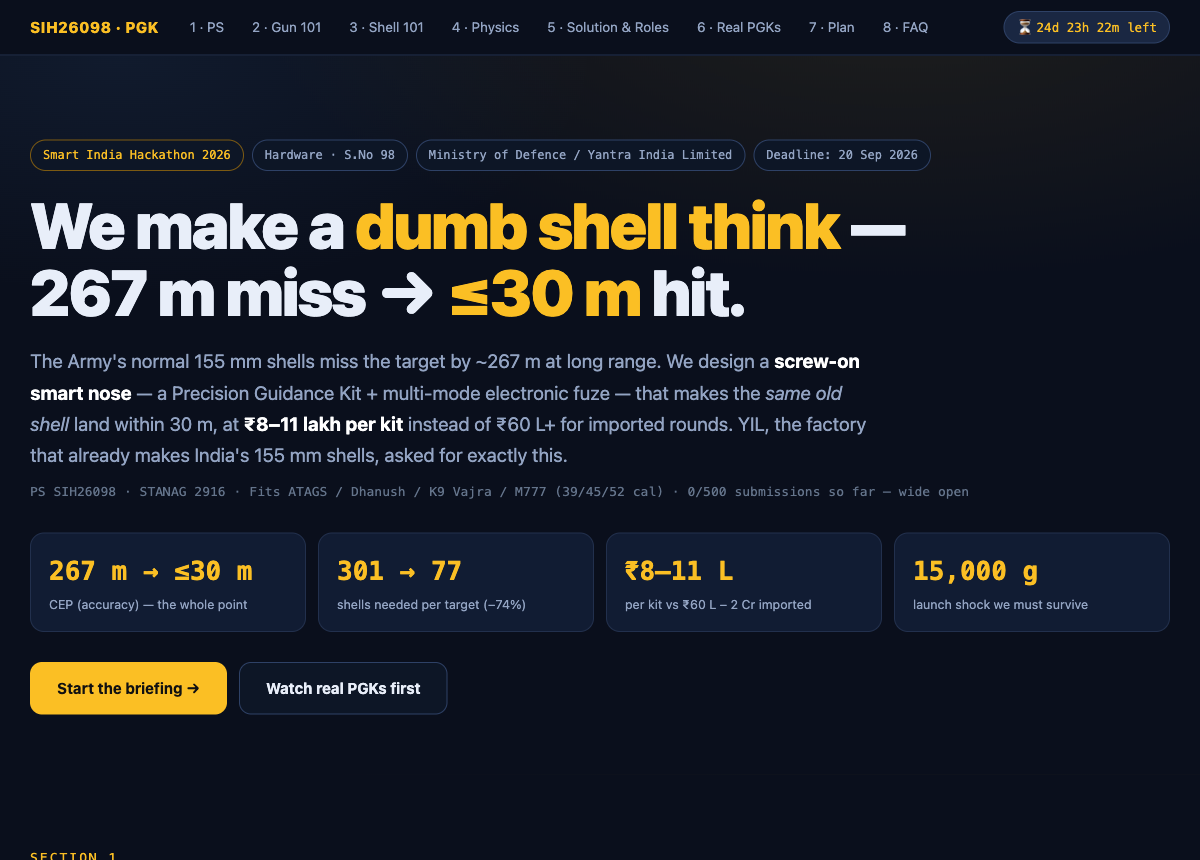 SIH26098 · PGK
1 · PS
2 · Gun 101
3 · Shell 101
4 · Physics
5 · Solution & Roles
6 · Real PGKs
7 · Plan
8 · FAQ
⏳ 24d 23h 22m left
Smart India Hackathon 2026
Hardware · S.No 98
Ministry of Defence / Yantra India Limited
Deadline: 20 Sep 2026
We make a dumb shell think —
267 m miss → ≤30 m hit.
The Army's normal 155 mm shells miss the target by ~267 m at long range. We design a screw-on
smart nose — a Precision Guidance Kit + multi-mode electronic fuze — that makes the same old
shell land within 30 m, at ₹8–11 lakh per kit instead of ₹60 L+ for imported rounds. YIL, the factory
that already makes India's 155 mm shells, asked for exactly this.
PS SIH26098 · STANAG 2916 · Fits ATAGS / Dhanush / K9 Vajra / M777 (39/45/52 cal) · 0/500 submissions so far — wide open
267 m → ≤30 m
CEP (accuracy) — the whole point
301 → 77
shells needed per target (−74%)
₹8–11 L
per kit vs ₹60 L – 2 Cr imported
15,000 g
launch shock we must survive
Start the briefing →
Watch real PGKs first
SECTION 1